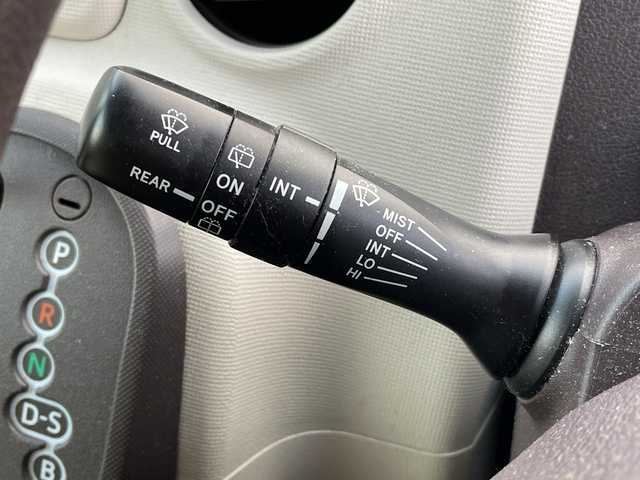 PULL
REAR
ON
OFF
INT
MIST
OFF
INT
LO
HI
P
R
N
D-S
B